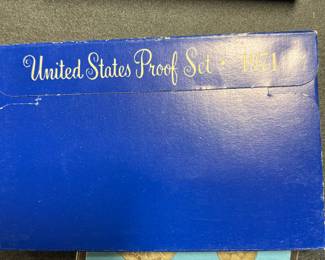 United States Proof Set • 1971